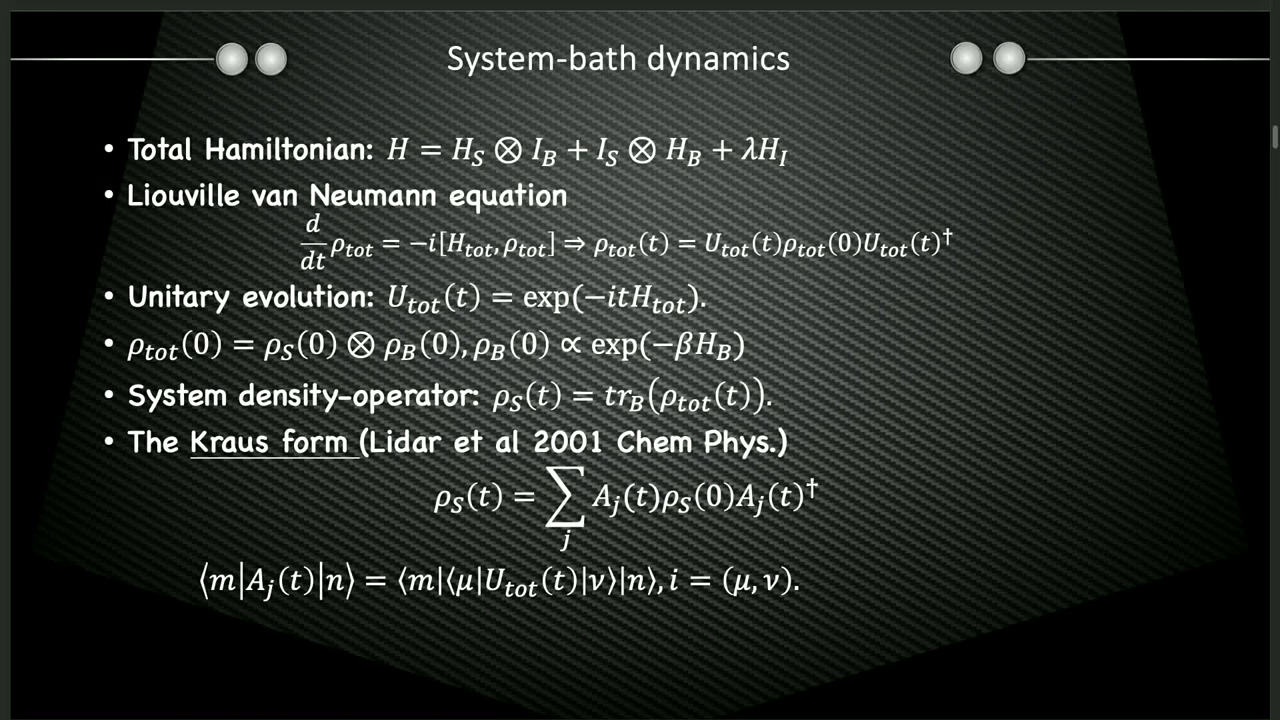 System-bath dynamics
• Total Hamiltonian: H = H_S ⊗ I_B + I_S ⊗ H_B + λH_I
• Liouville van Neumann equation
d/dt ρ_tot = −i[H_tot, ρ_tot] ⇒ ρ_tot(t) = U_tot(t)ρ_tot(0)U_tot(t)†
• Unitary evolution: U_tot(t) = exp(−itH_tot).
• ρ_tot(0) = ρ_S(0) ⊗ ρ_B(0), ρ_B(0) ∝ exp(−βH_B)
• System density-operator: ρ_S(t) = tr_B(ρ_tot(t)).
• The Kraus form (Lidar et al 2001 Chem Phys.)
ρ_S(t) = ∑_j A_j(t)ρ_S(0)A_j(t)†
⟨m|A_j(t)|n⟩ = ⟨m|⟨μ|U_tot(t)|ν⟩|n⟩, i = (μ, ν).